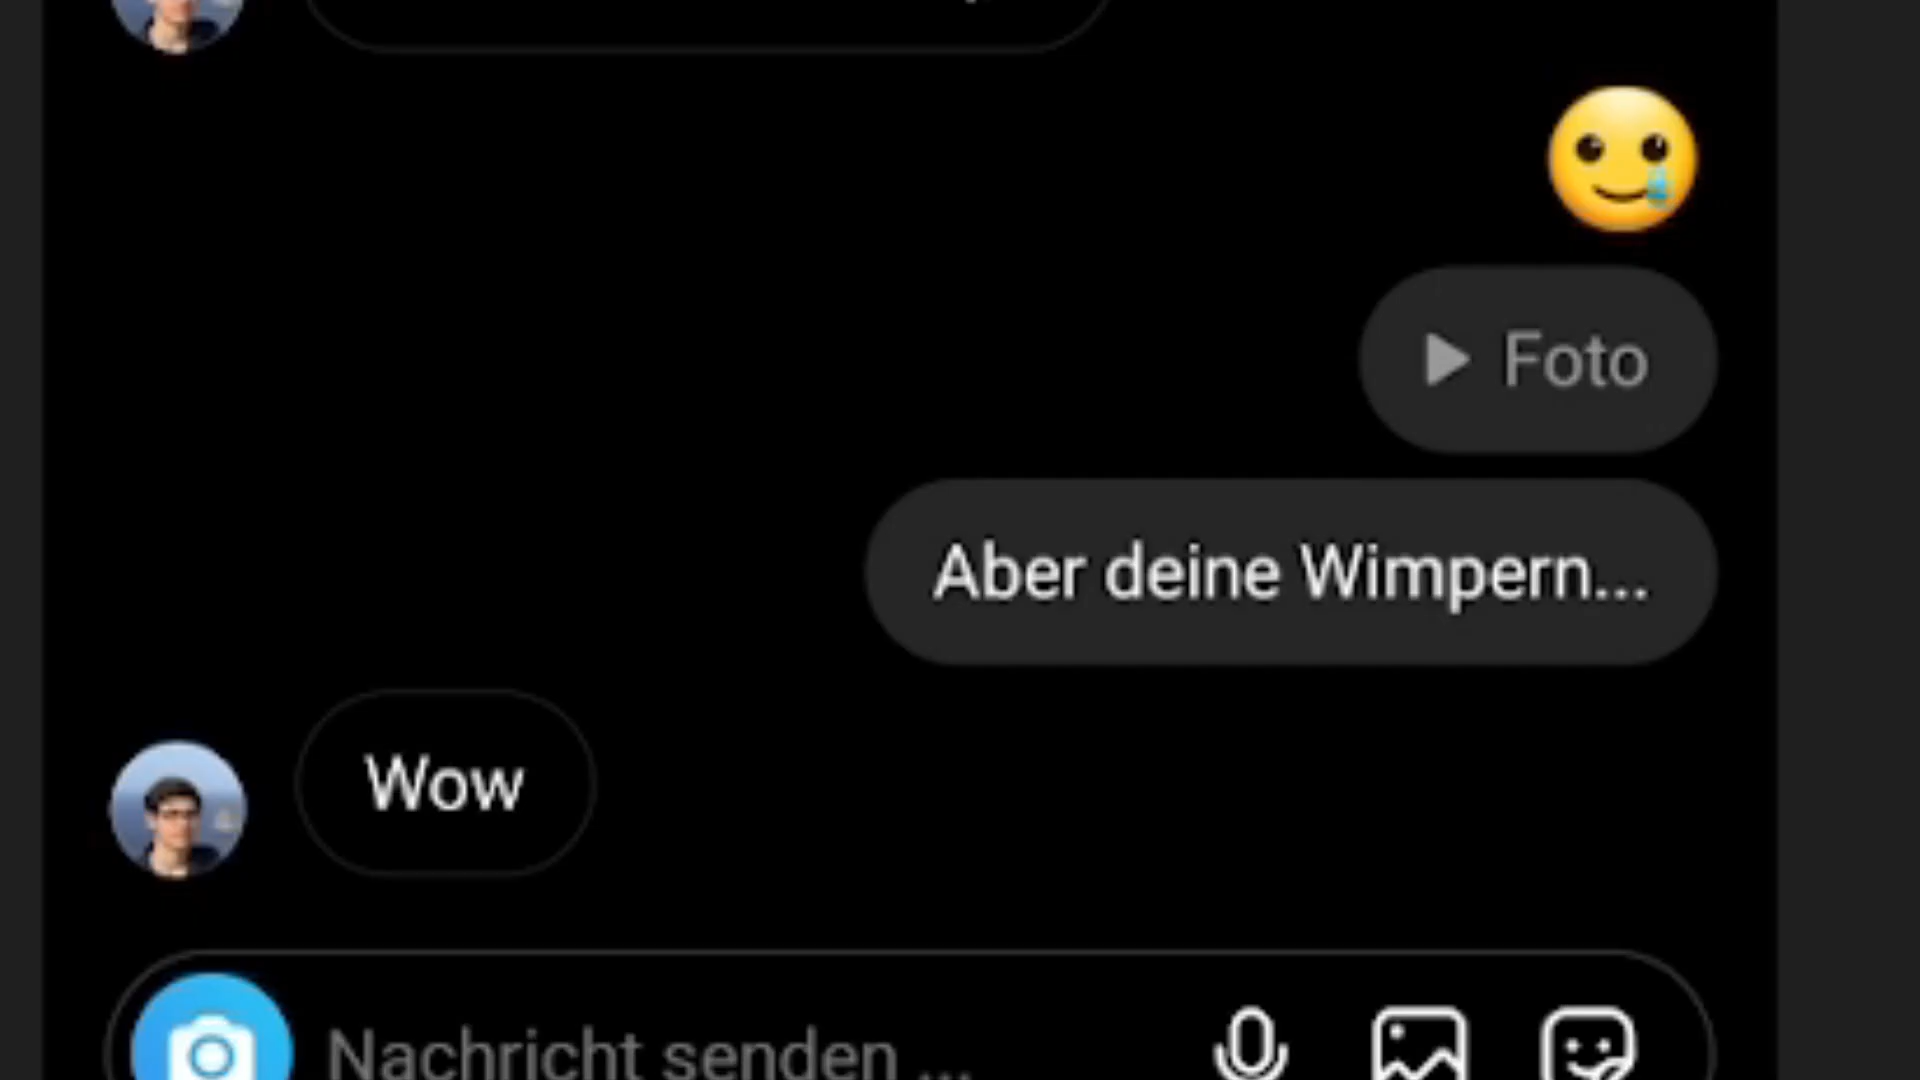 Foto
Aber deine Wimpern...
Wow
Nachricht senden ...